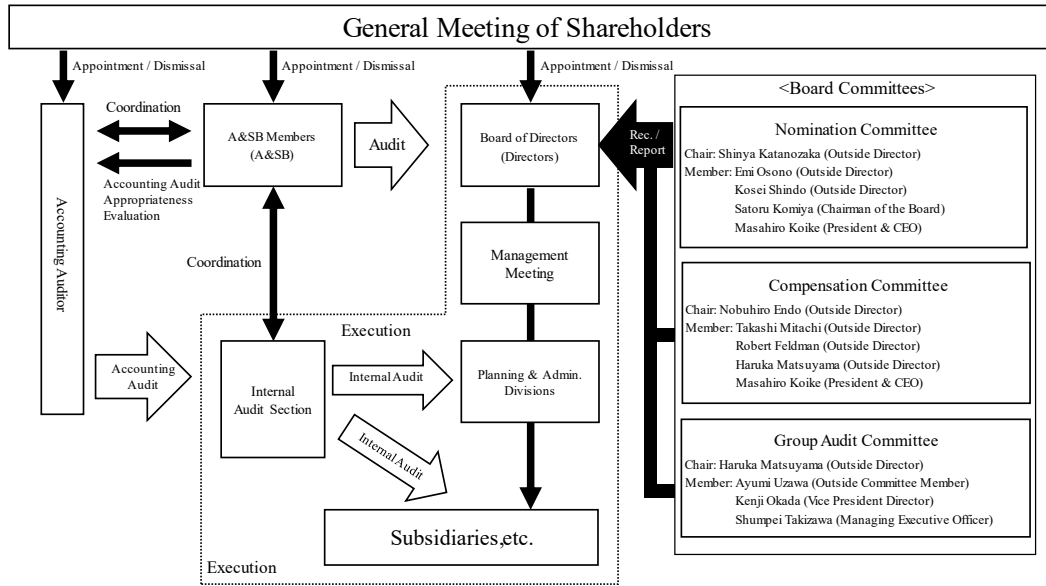 General Meeting of Shareholders
Appointment / Dismissal
Appointment / Dismissal
Appointment / Dismissal
Accounting Auditor
Coordination
Accounting Audit
Appropriateness
Evaluation
A&SB Members
(A&SB)
Audit
Board of Directors
(Directors)
Rec. /
Report
Coordination
Management
Meeting
Execution
Accounting
Audit
Internal
Audit Section
Internal Audit
Planning & Admin.
Divisions
Internal Audit
Subsidiaries,etc.
Execution
<Board Committees>
Nomination Committee
Chair: Shinya Katanozaka (Outside Director)
Member: Emi Osono (Outside Director)
Kosei Shindo (Outside Director)
Satoru Komiya (Chairman of the Board)
Masahiro Koike (President & CEO)
Compensation Committee
Chair: Nobuhiro Endo (Outside Director)
Member: Takashi Mitachi (Outside Director)
Robert Feldman (Outside Director)
Haruka Matsuyama (Outside Director)
Masahiro Koike (President & CEO)
Group Audit Committee
Chair: Haruka Matsuyama (Outside Director)
Member: Ayumi Uzawa (Outside Committee Member)
Kenji Okada (Vice President Director)
Shumpei Takizawa (Managing Executive Officer)